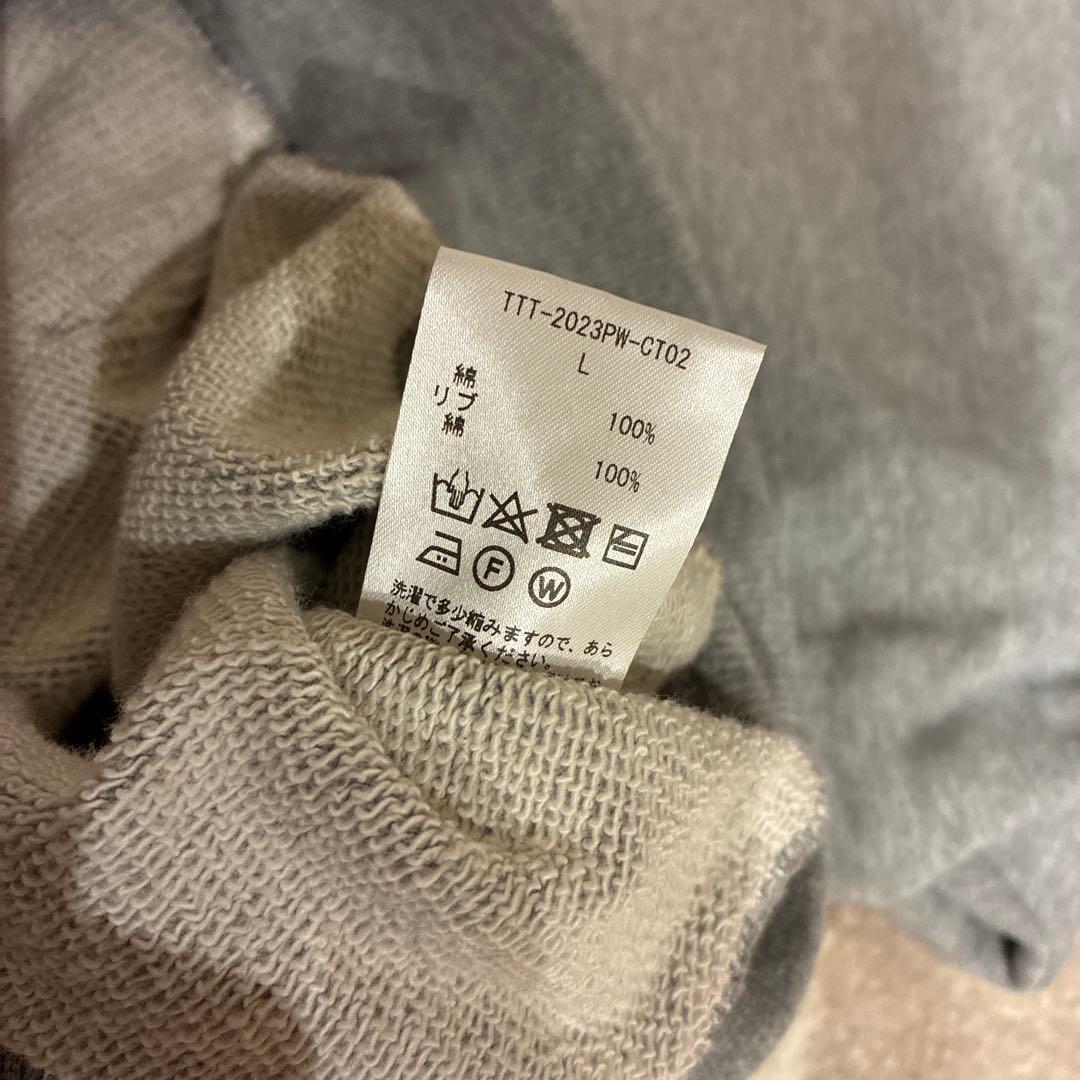 TTT-2023PW-CT02
L
綿 100%
リブ
綿 100%
F W
洗濯で多少縮みますので、あら
かじめご了承ください。